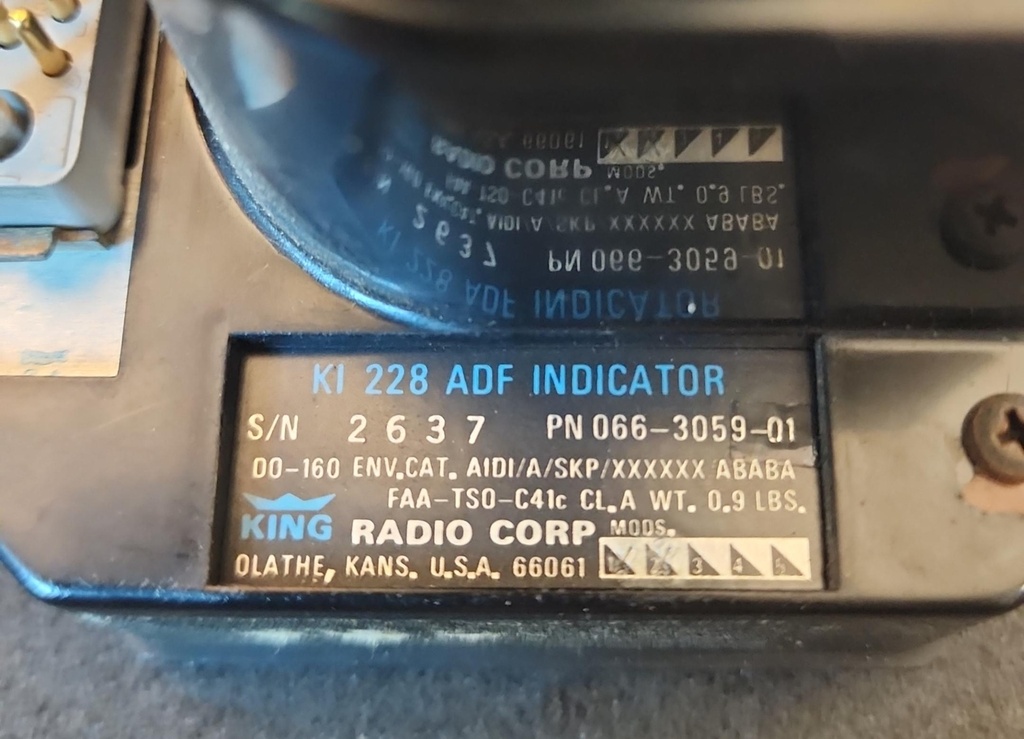 KI 228 ADF INDICATOR
S/N 2637 PN 066-3059-01
DO-160 ENV.CAT. A1D1/A/SKP/XXXXXX ABABA
FAA-TSO-C41c CL.A WT. 0.9 LBS.
KING RADIO CORP MODS.
OLATHE, KANS. U.S.A. 66061 1 2 3 4 5